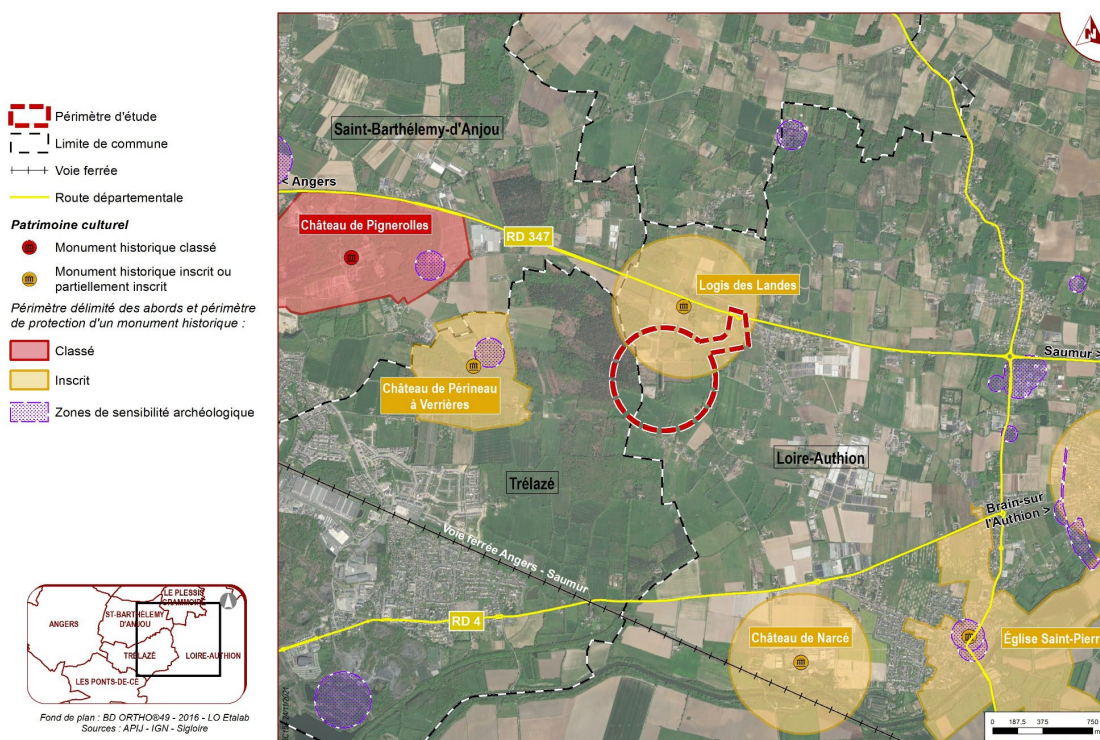 Périmètre d'étude
Limite de commune
Voie ferrée
Route départementale
Patrimoine culturel
Monument historique classé
Monument historique inscrit ou
partiellement inscrit
Périmètre délimité des abords et périmètre
de protection d'un monument historique :
Classé
Inscrit
Zones de sensibilité archéologique
LE PLESSIS
GRAMMOIRE
ST-BARTHÉLEMY
D'ANJOU
ANGERS
TRÉLAZÉ
LOIRE-AUTHION
LES PONTS-DE-CÉ
Fond de plan : BD ORTHO®49 - 2016 - LO Etalab
Sources : APIJ - IGN - Sigloire
N
Saint-Barthélemy-d'Anjou
< Angers
Château de Pignerolles
RD 347
Logis des Landes
Saumur >
Château de Périneau
à Verrières
Loire-Authion
Trélazé
Brain-sur
l'Authion >
Voie ferrée Angers - Saumur
RD 4
Château de Narcé
Église Saint-Pierr
24/11/2021
0 187,5 375 750
m